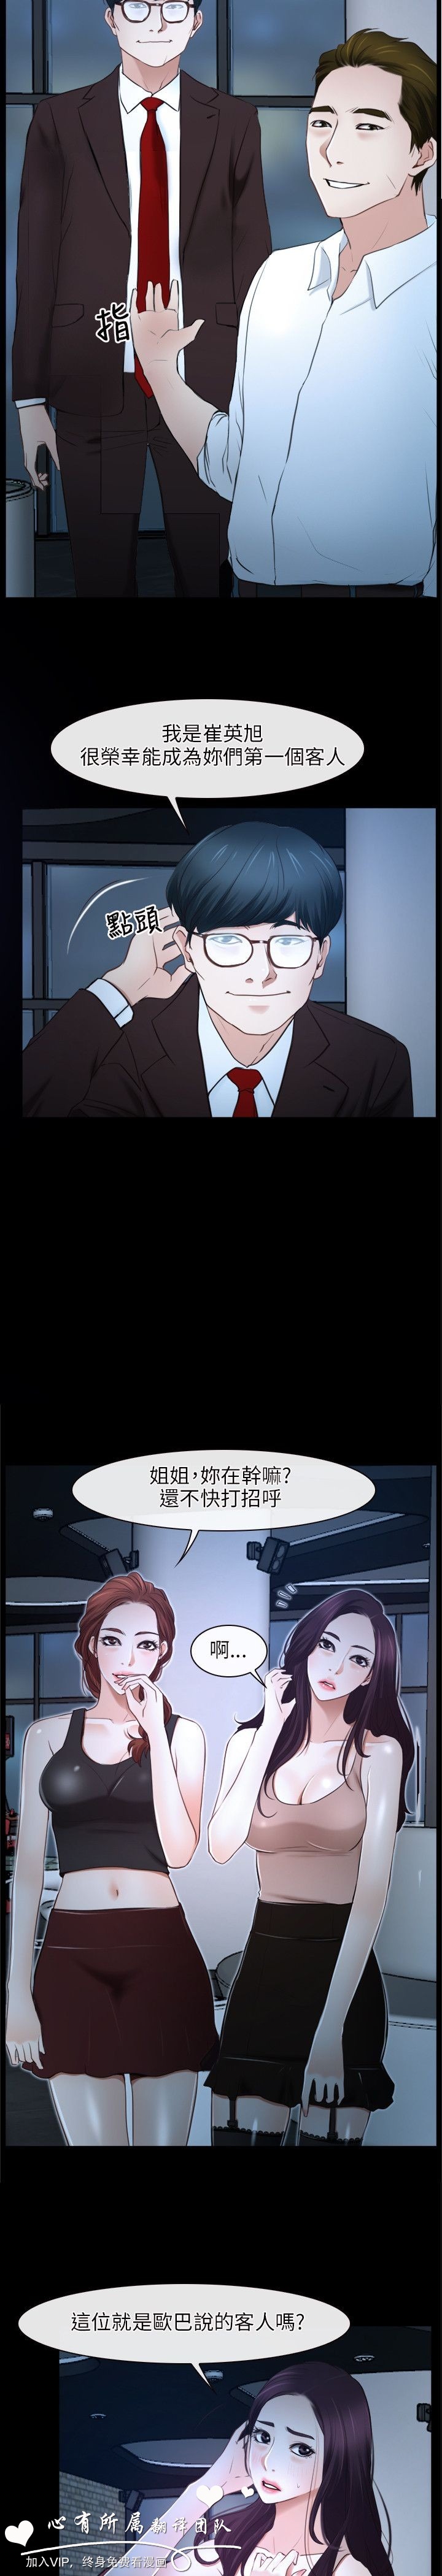 指
我是崔英旭
很榮幸能成為妳們第一個客人
點頭
姐姐,妳在幹嘛?
還不快打招呼
啊...
這位就是歐巴說的客人嗎?
心有所属翻译团队
加入VIP,终身免费看漫画